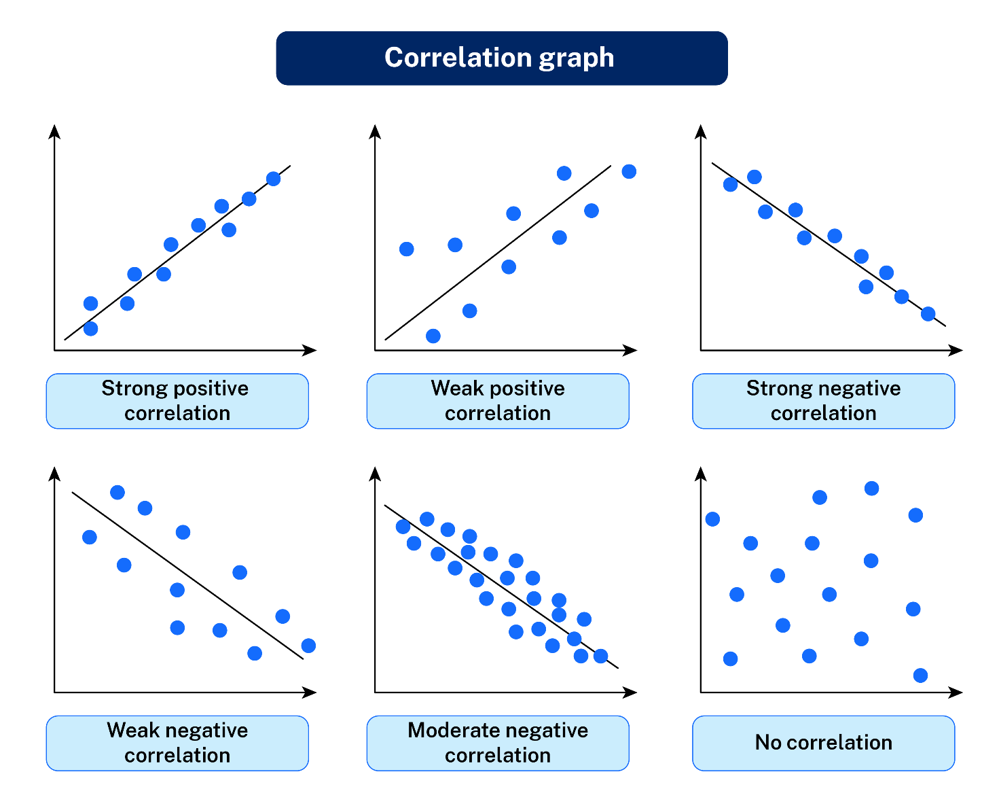 Correlation graph
Strong positive
correlation
Weak positive
correlation
Strong negative
correlation
Weak negative
correlation
Moderate negative
correlation
No correlation